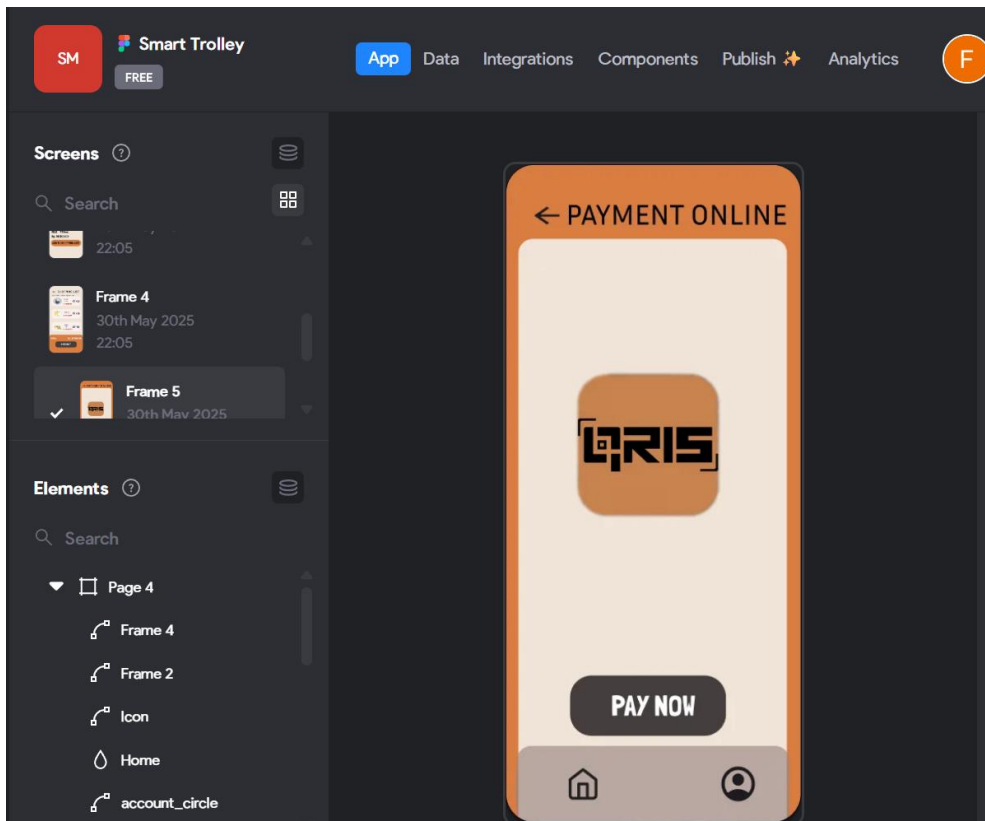 SM
Smart Trolley
FREE
App Data Integrations Components Publish ✨ Analytics
F
Screens ?
Search
22:05
Frame 4
30th May 2025
22:05
Frame 5
30th May 2025
Elements ?
Search
Page 4
Frame 4
Frame 2
Icon
Home
account_circle
← PAYMENT ONLINE
QRIS
PAY NOW